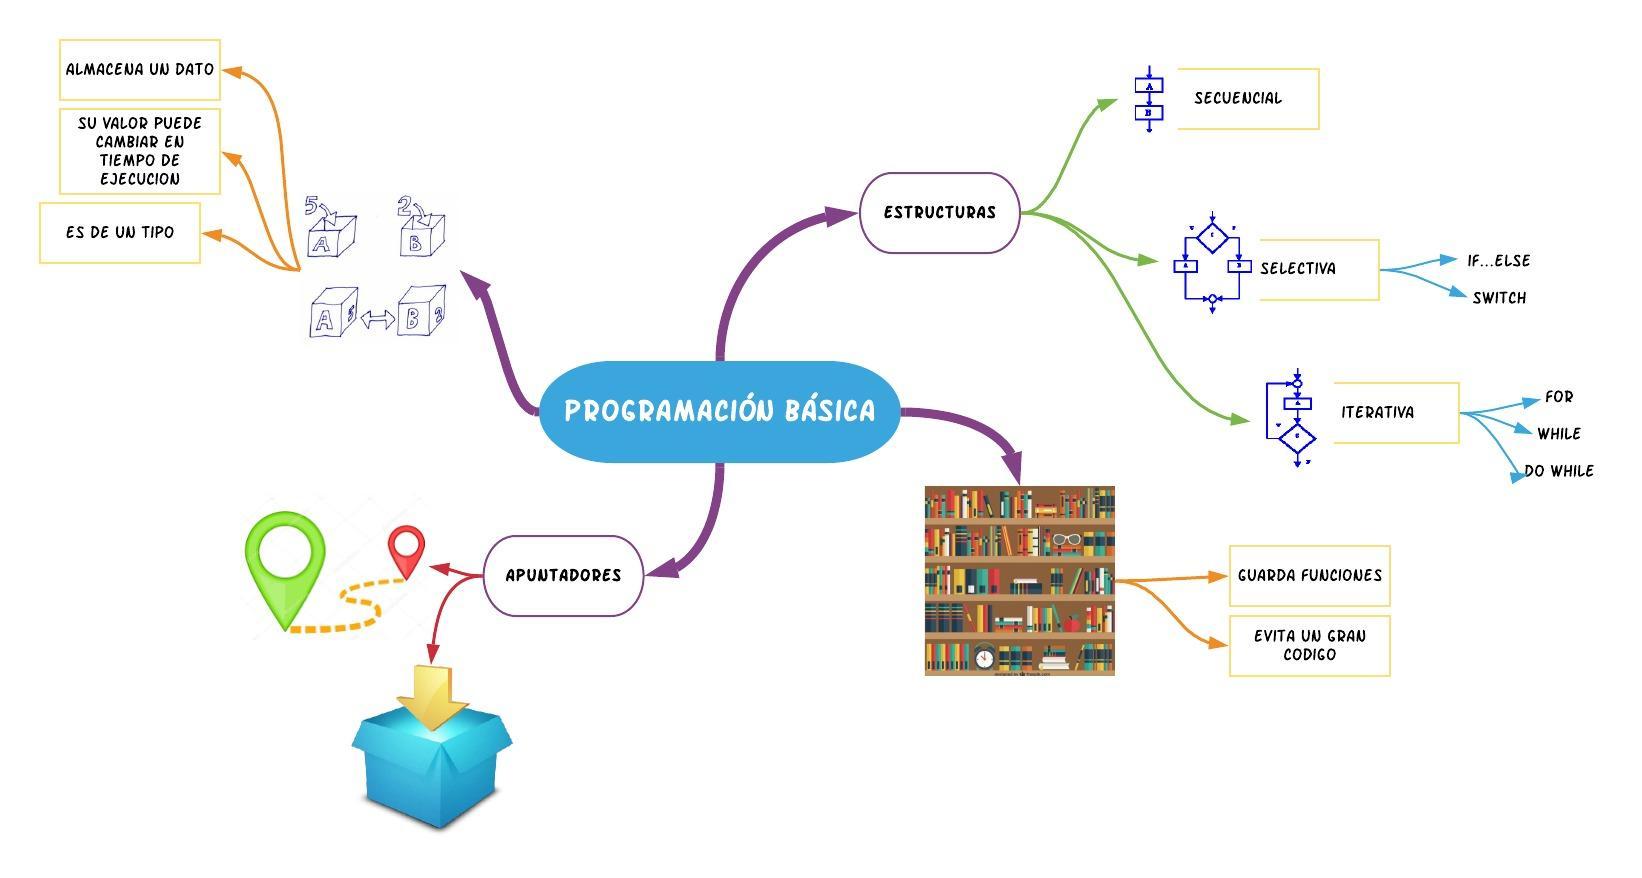 ALMACENA UN DATO
SU VALOR PUEDE
CAMBIAR EN
TIEMPO DE
EJECUCION
ES DE UN TIPO
5
2
A
B
A
5
B
2
PROGRAMACIÓN BÁSICA
ESTRUCTURAS
A
B
SECUENCIAL
A
B
SELECTIVA
IF...ELSE
SWITCH
ITERATIVA
FOR
WHILE
DO WHILE
APUNTADORES
GUARDA FUNCIONES
EVITA UN GRAN
CODIGO